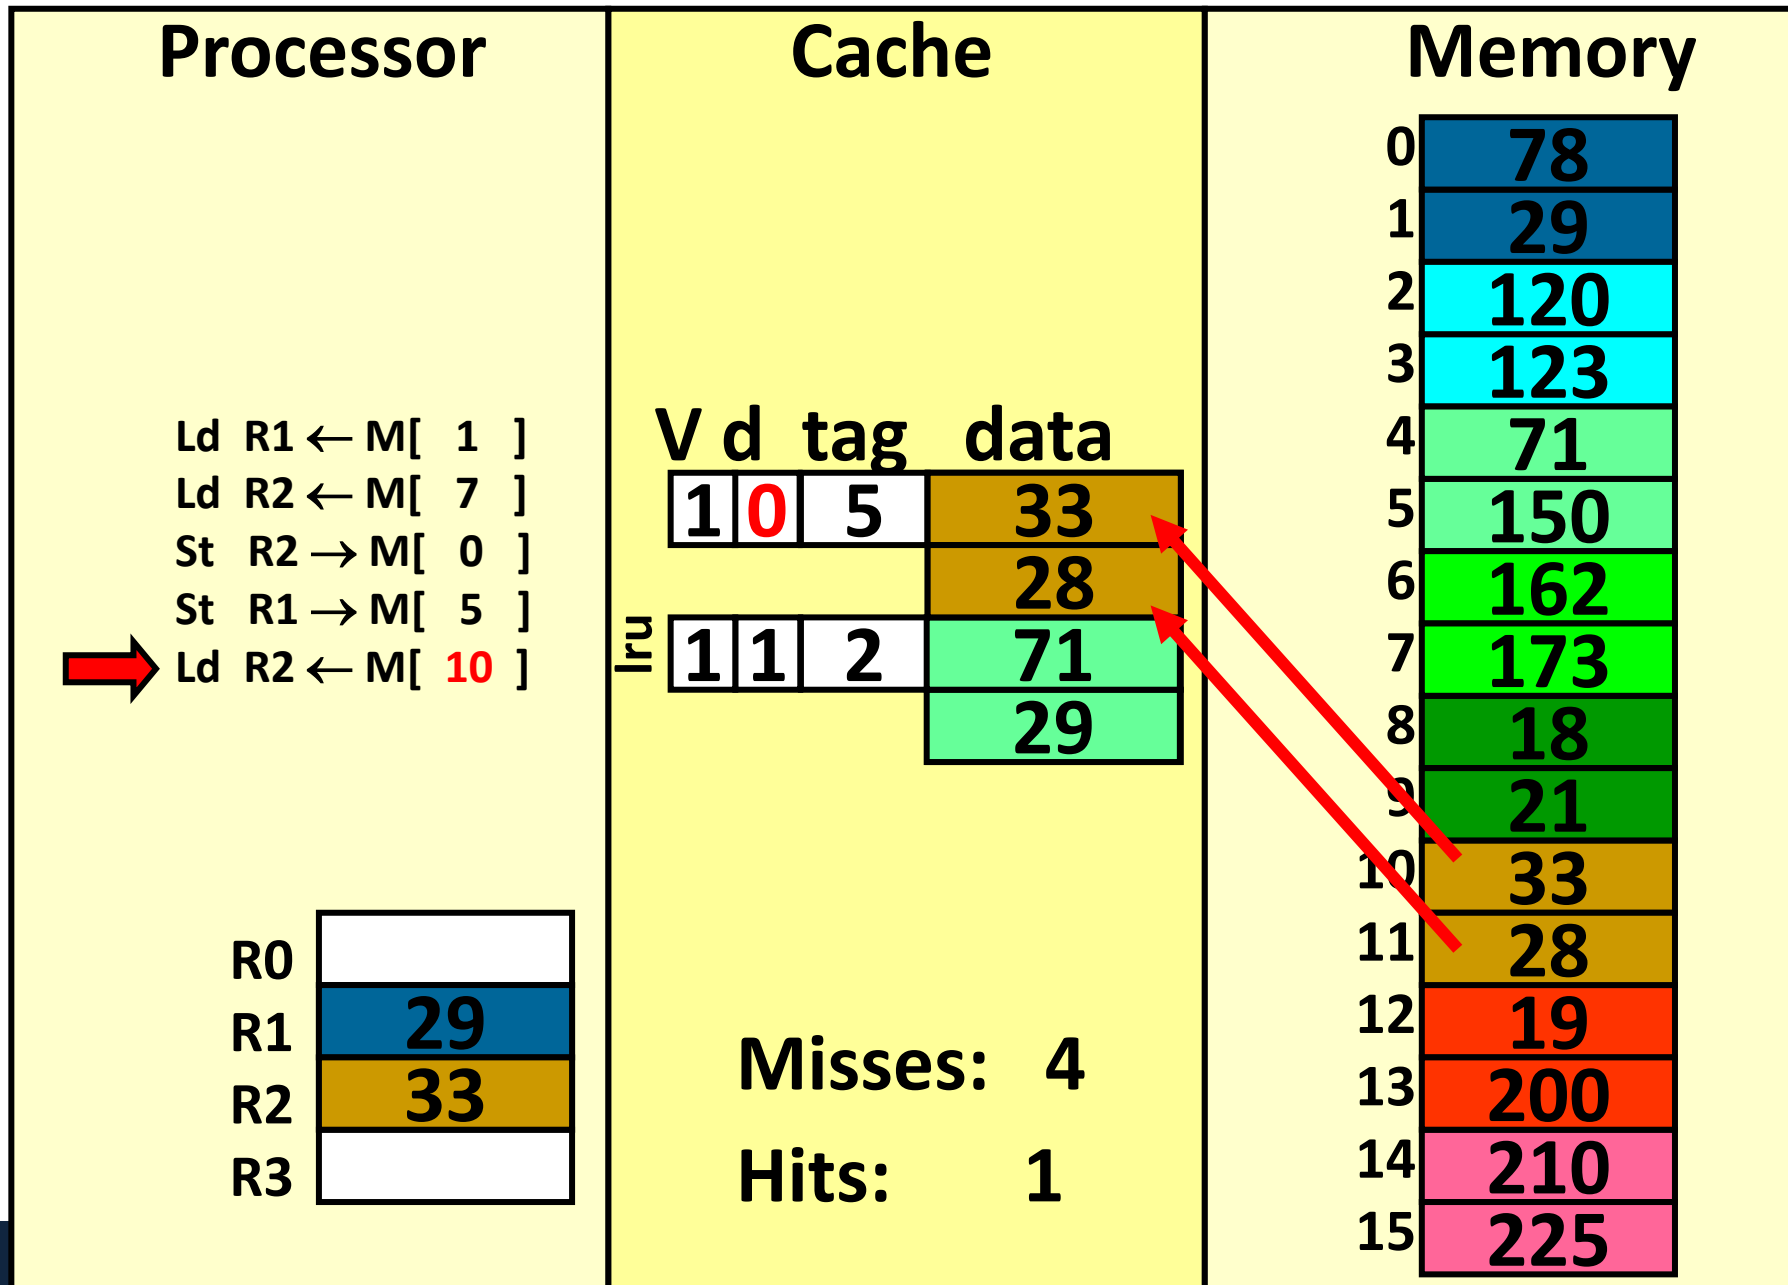 Processor
Cache
Memory
Ld R1 ← M[ 1 ]
Ld R2 ← M[ 7 ]
St R2 → M[ 0 ]
St R1 → M[ 5 ]
Ld R2 ← M[ 10 ]
R0
R1 29
R2 33
R3
V d tag data
1 0 5 33
28
lru 1 1 2 71
29
Misses: 4
Hits: 1
0 78
1 29
2 120
3 123
4 71
5 150
6 162
7 173
8 18
9 21
10 33
11 28
12 19
13 200
14 210
15 225